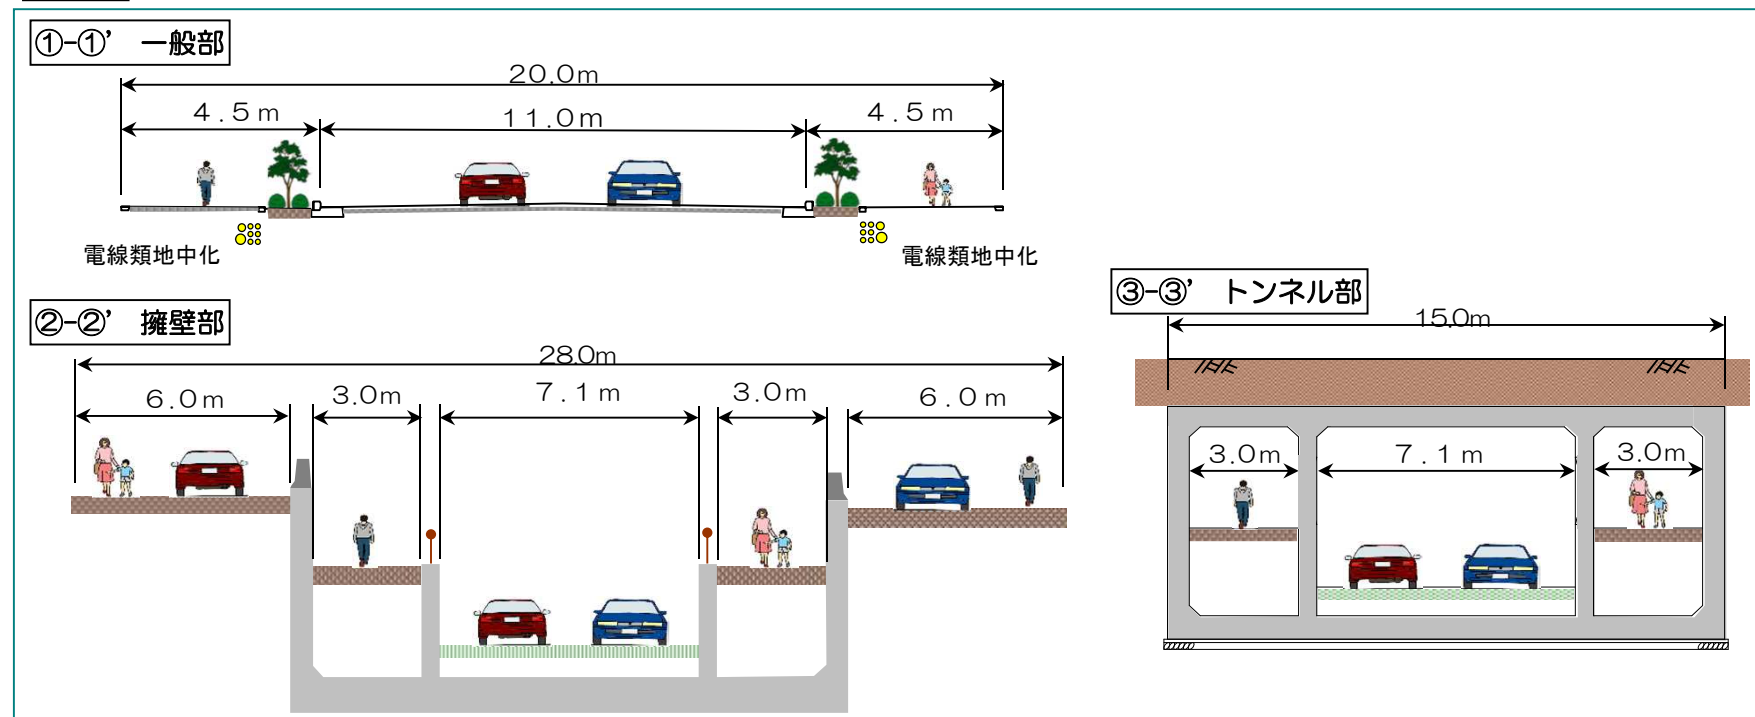 ①-①’ 一般部
20.0m
4.5m
11.0m
4.5m
電線類地中化
電線類地中化
②-②’ 擁壁部
28.0m
6.0m
3.0m
7.1m
3.0m
6.0m
③-③’ トンネル部
15.0m
3.0m
7.1m
3.0m